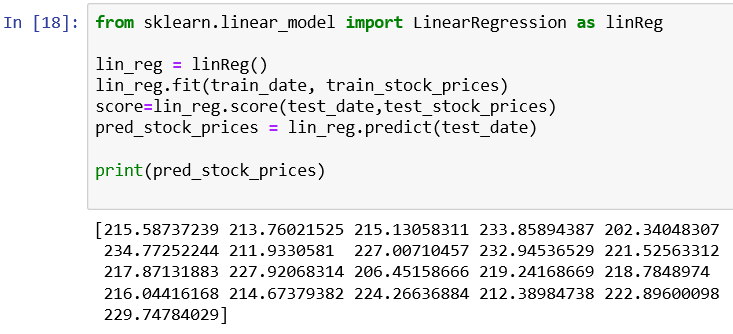 In [18]: from sklearn.linear_model import LinearRegression as linReg
lin_reg = linReg()
lin_reg.fit(train_date, train_stock_prices)
score=lin_reg.score(test_date,test_stock_prices)
pred_stock_prices = lin_reg.predict(test_date)
print(pred_stock_prices)
[215.58737239 213.76021525 215.13058311 233.85894387 202.34048307
234.77252244 211.9330581 227.00710457 232.94536529 221.52563312
217.87131883 227.92068314 206.45158666 219.24168669 218.7848974
216.04416168 214.67379382 224.26636884 212.38984738 222.89600098
229.74784029]